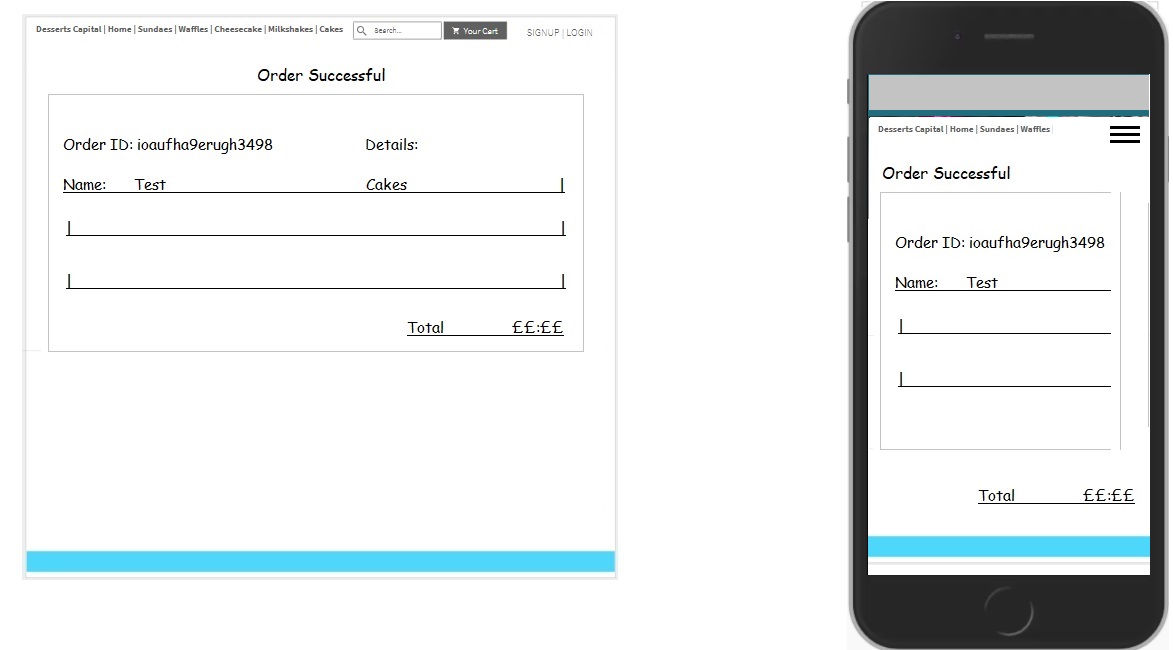 Desserts Capital | Home | Sundaes | Waffles | Cheesecake | Milkshakes | Cakes Search... Your Cart SIGNUP | LOGIN
Order Successful
Order ID: ioaufha9erugh3498 Details:
Name: Test Cakes
Total ££:££
Desserts Capital | Home | Sundaes | Waffles
Order Successful
Order ID: ioaufha9erugh3498
Name: Test
Total ££:££